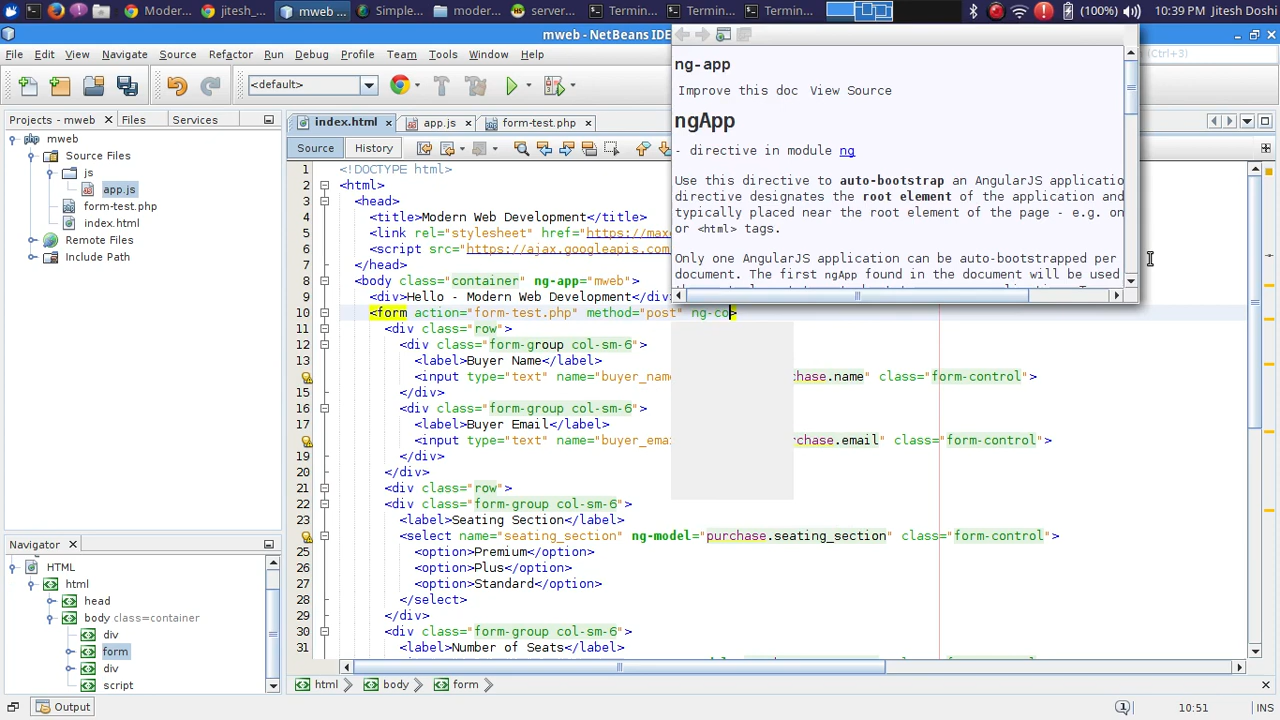 Moder...
jitesh_...
mweb ...
Simple...
moder...
server...
Termin...
Termin...
Termin...
(100%)
10:39 PM
Jitesh Doshi
mweb - NetBeans IDE
Ctrl+3)
File
Edit
View
Navigate
Source
Refactor
Run
Debug
Profile
Team
Tools
Window
Help
<default>
Projects - mweb
Files
Services
mweb
Source Files
js
app.js
form-test.php
index.html
Remote Files
Include Path
index.html
app.js
form-test.php
Source
History
1 <!DOCTYPE html>
2 <html>
3 <head>
4 <title>Modern Web Development</title>
5 <link rel="stylesheet" href="https://max
6 <script src="https://ajax.googleapis.com
7 </head>
8 <body class="container" ng-app="mweb">
9 <div>Hello - Modern Web Development</div>
10 <form action="form-test.php" method="post" ng-co>
11 <div class="row">
12 <div class="form-group col-sm-6">
13 <label>Buyer Name</label>
<input type="text" name="buyer_name chase.name" class="form-control">
15 </div>
16 <div class="form-group col-sm-6">
17 <label>Buyer Email</label>
<input type="text" name="buyer_emai rchase.email" class="form-control">
19 </div>
20 </div>
21 <div class="row">
22 <div class="form-group col-sm-6">
23 <label>Seating Section</label>
<select name="seating_section" ng-model="purchase.seating_section" class="form-control">
25 <option>Premium</option>
26 <option>Plus</option>
27 <option>Standard</option>
28 </select>
29 </div>
30 <div class="form-group col-sm-6">
31 <label>Number of Seats</label>
ng-app
Improve this doc View Source
ngApp
- directive in module ng
Use this directive to auto-bootstrap an AngularJS applicatio
directive designates the root element of the application and
typically placed near the root element of the page - e.g. on
or <html> tags.
Only one AngularJS application can be auto-bootstrapped per
document. The first ngApp found in the document will be used
Navigator
HTML
html
head
body class=container
div
form
div
script
html
body
form
Output
1
10:51
INS